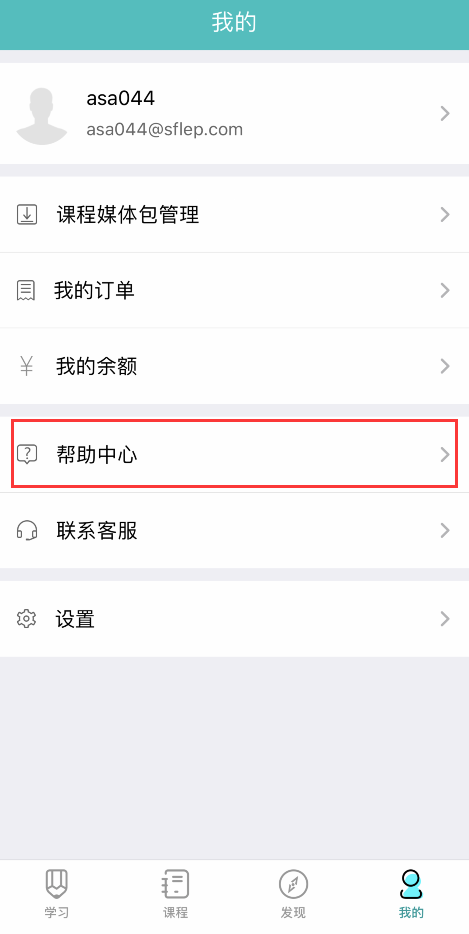 我的
asa044
asa044@sflep.com
课程媒体包管理
我的订单
¥ 我的余额
? 帮助中心
联系客服
设置
学习 课程 发现 我的